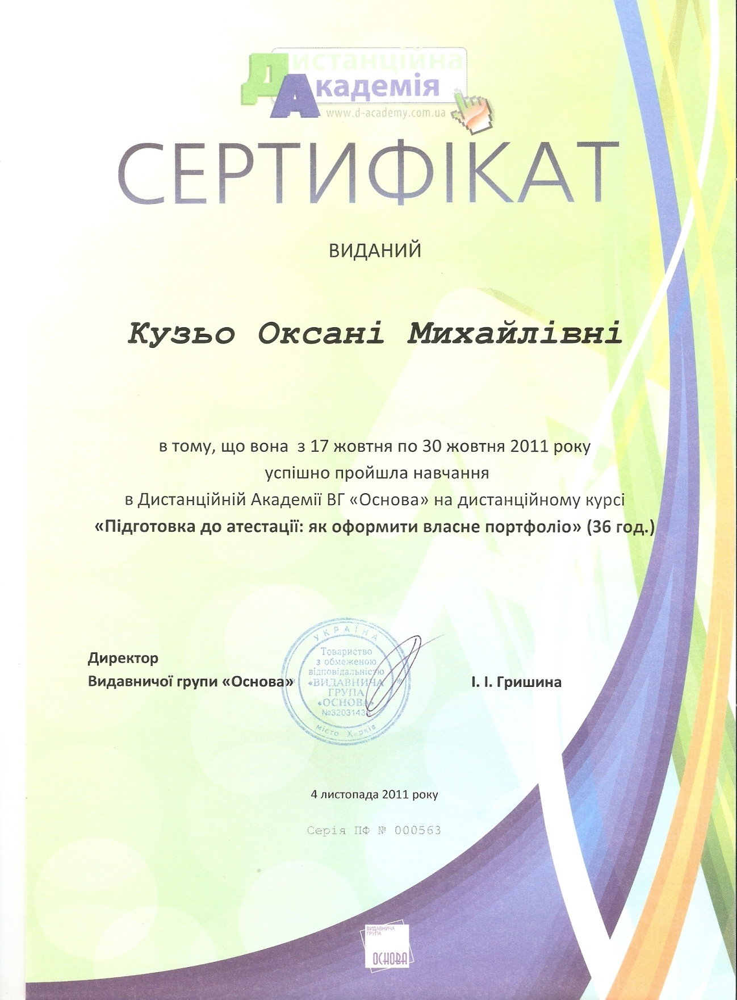 Дистанційна
Академія
www.d-academy.com.ua
СЕРТИФІКАТ
ВИДАНИЙ
Кузьо Оксані Михайлівні
в тому, що вона з 17 жовтня по 30 жовтня 2011 року
успішно пройшла навчання
в Дистанційній Академії ВГ «Основа» на дистанційному курсі
«Підготовка до атестації: як оформити власне портфоліо» (36 год.)
Директор
Видавничої групи «Основа»
УКРАЇНА
Товариство
з обмеженою
відповідальністю
«ВИДАВНИЧА
ГРУПА
«ОСНОВА»
місто Харків
І. І. Гришина
4 листопада 2011 року
Серія ПФ № 000563
ВИДАВНИЧА
ГРУПА
ОСНОВА